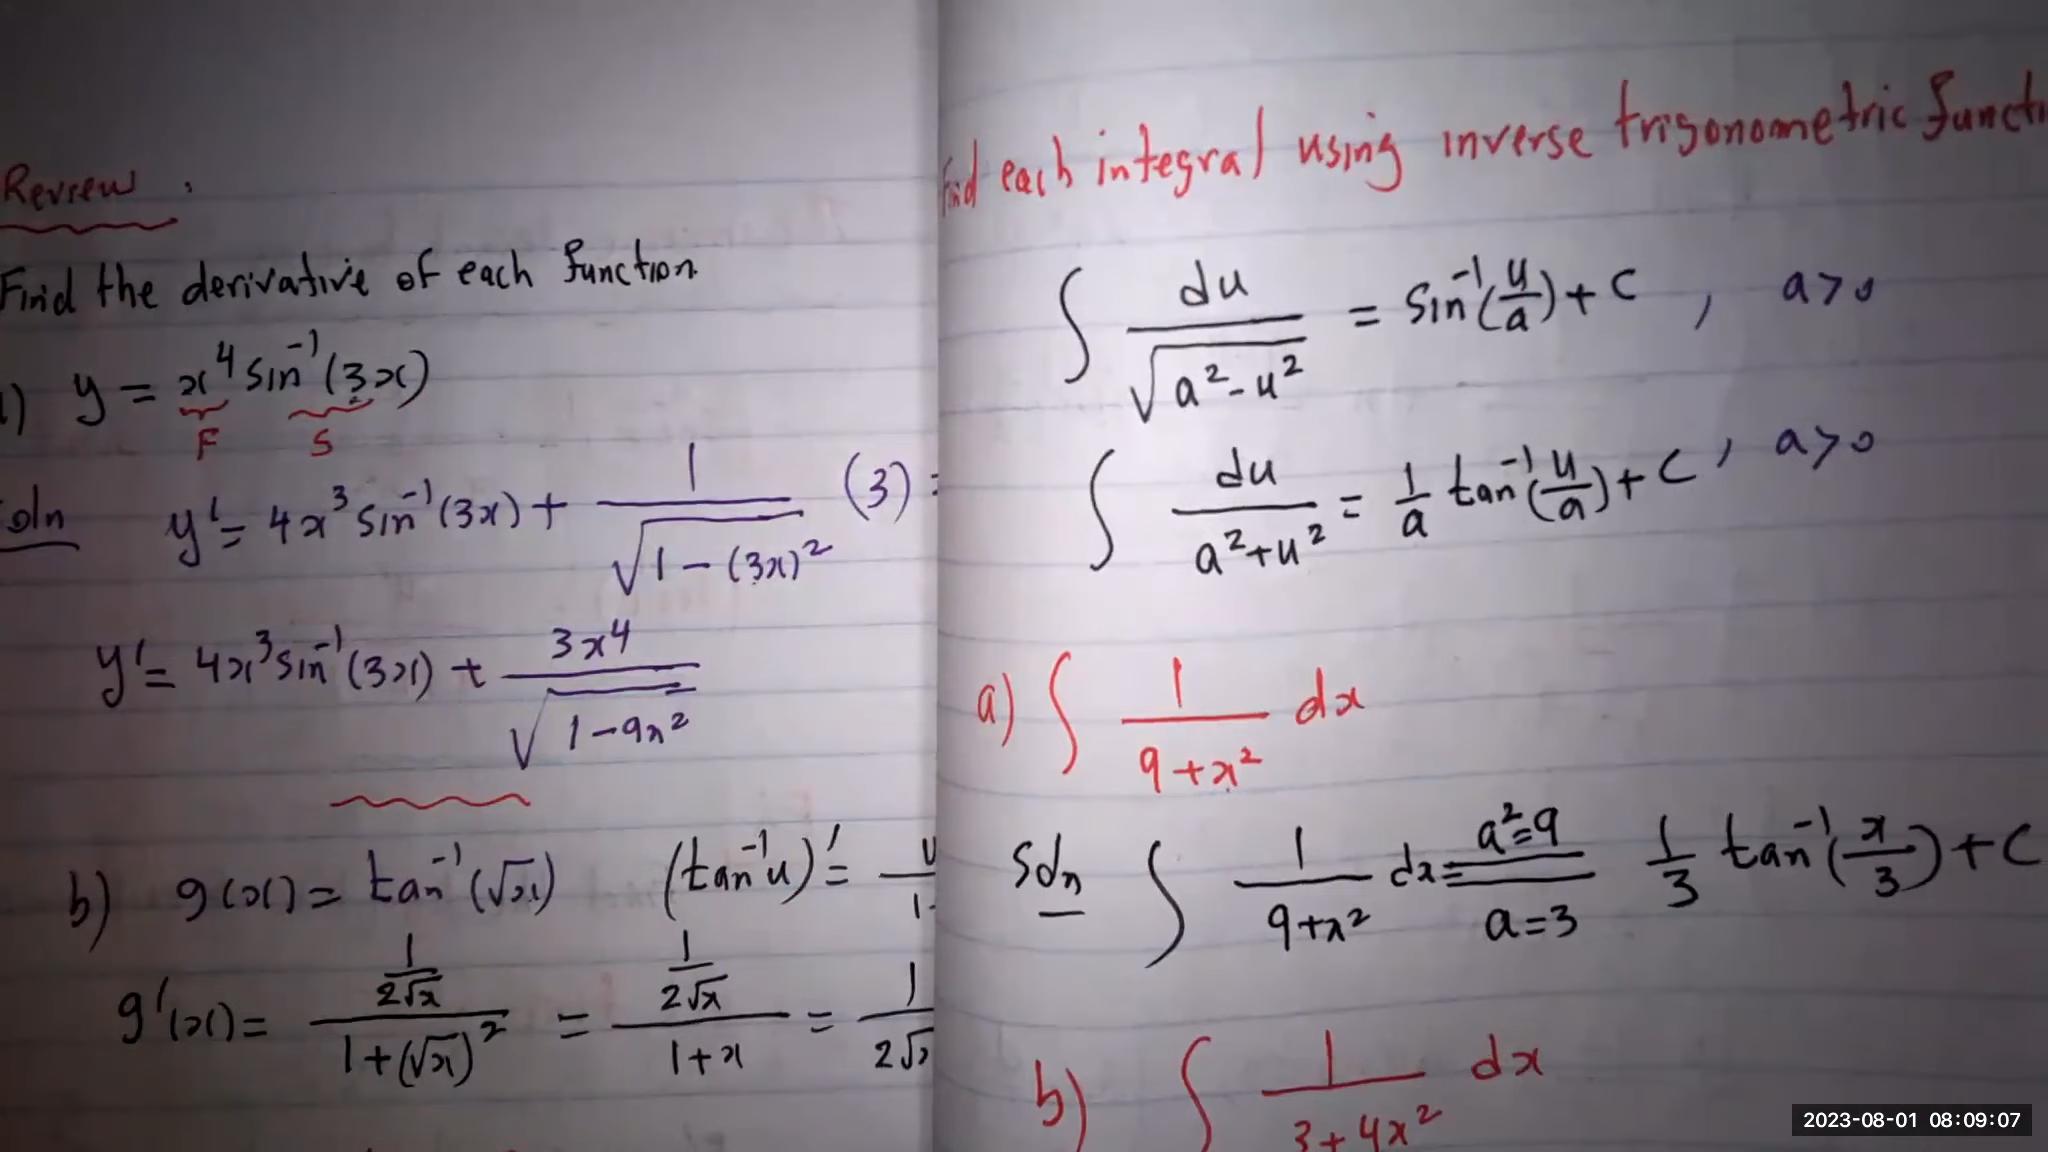 Review
Find the derivative of each function.
) y = x⁴ sin⁻¹(3x)
F S
oln y' = 4x³ sin⁻¹(3x) + 1/√(1-(3x)²) (3) =
y' = 4x³ sin⁻¹(3x) + 3x⁴/√(1-9x²)
b) g(x) = tan⁻¹(√x) (tan⁻¹u)' =
g'(x) = (1/(2√x))/(1+(√x)²) = (1/(2√x))/(1+x) = 1/2√x
find each integral using inverse trigonometric functi
∫ du/√(a²-u²) = sin⁻¹(u/a) + c , a>0
∫ du/(a²+u²) = 1/a tan⁻¹(u/a) + c , a>0
a) ∫ 1/(9+x²) dx
Soln ∫ 1/(9+x²) dx = a²=9 a=3 1/3 tan⁻¹(x/3) + c
b) ∫ 1/(3+4x²) dx
2023-08-01 08:09:07